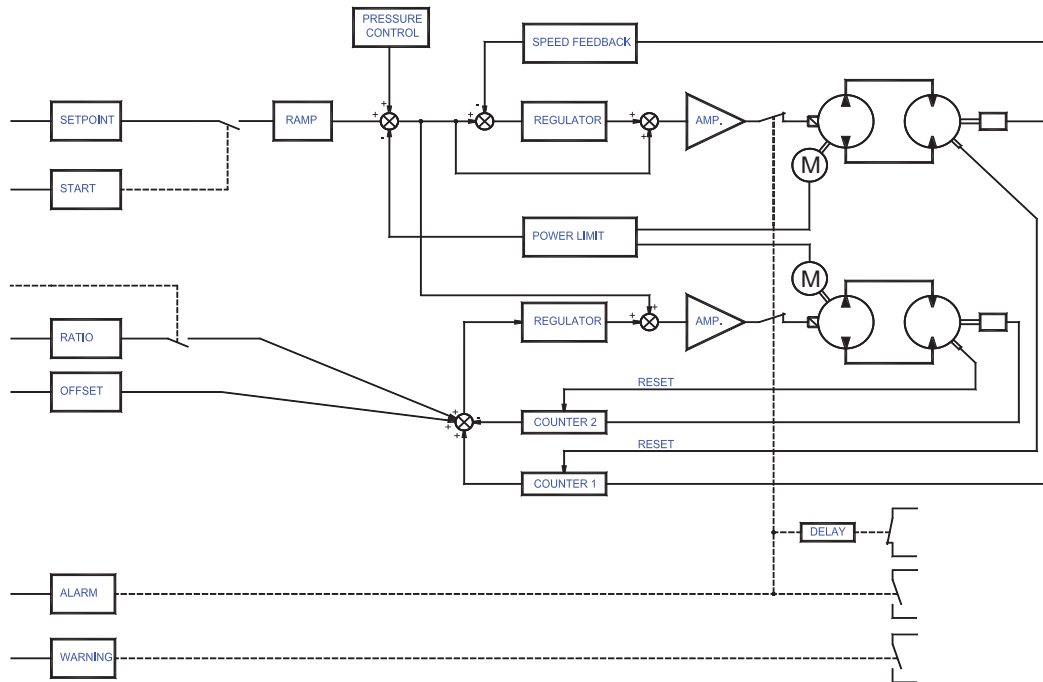 PRESSURE
CONTROL
SPEED FEEDBACK
+
-
SETPOINT
RAMP
+
-
REGULATOR
+
+
AMP.
M
START
POWER LIMIT
M
+
REGULATOR
+
AMP.
RATIO
OFFSET
RESET
+
-
+
+
COUNTER 2
RESET
COUNTER 1
DELAY
ALARM
WARNING